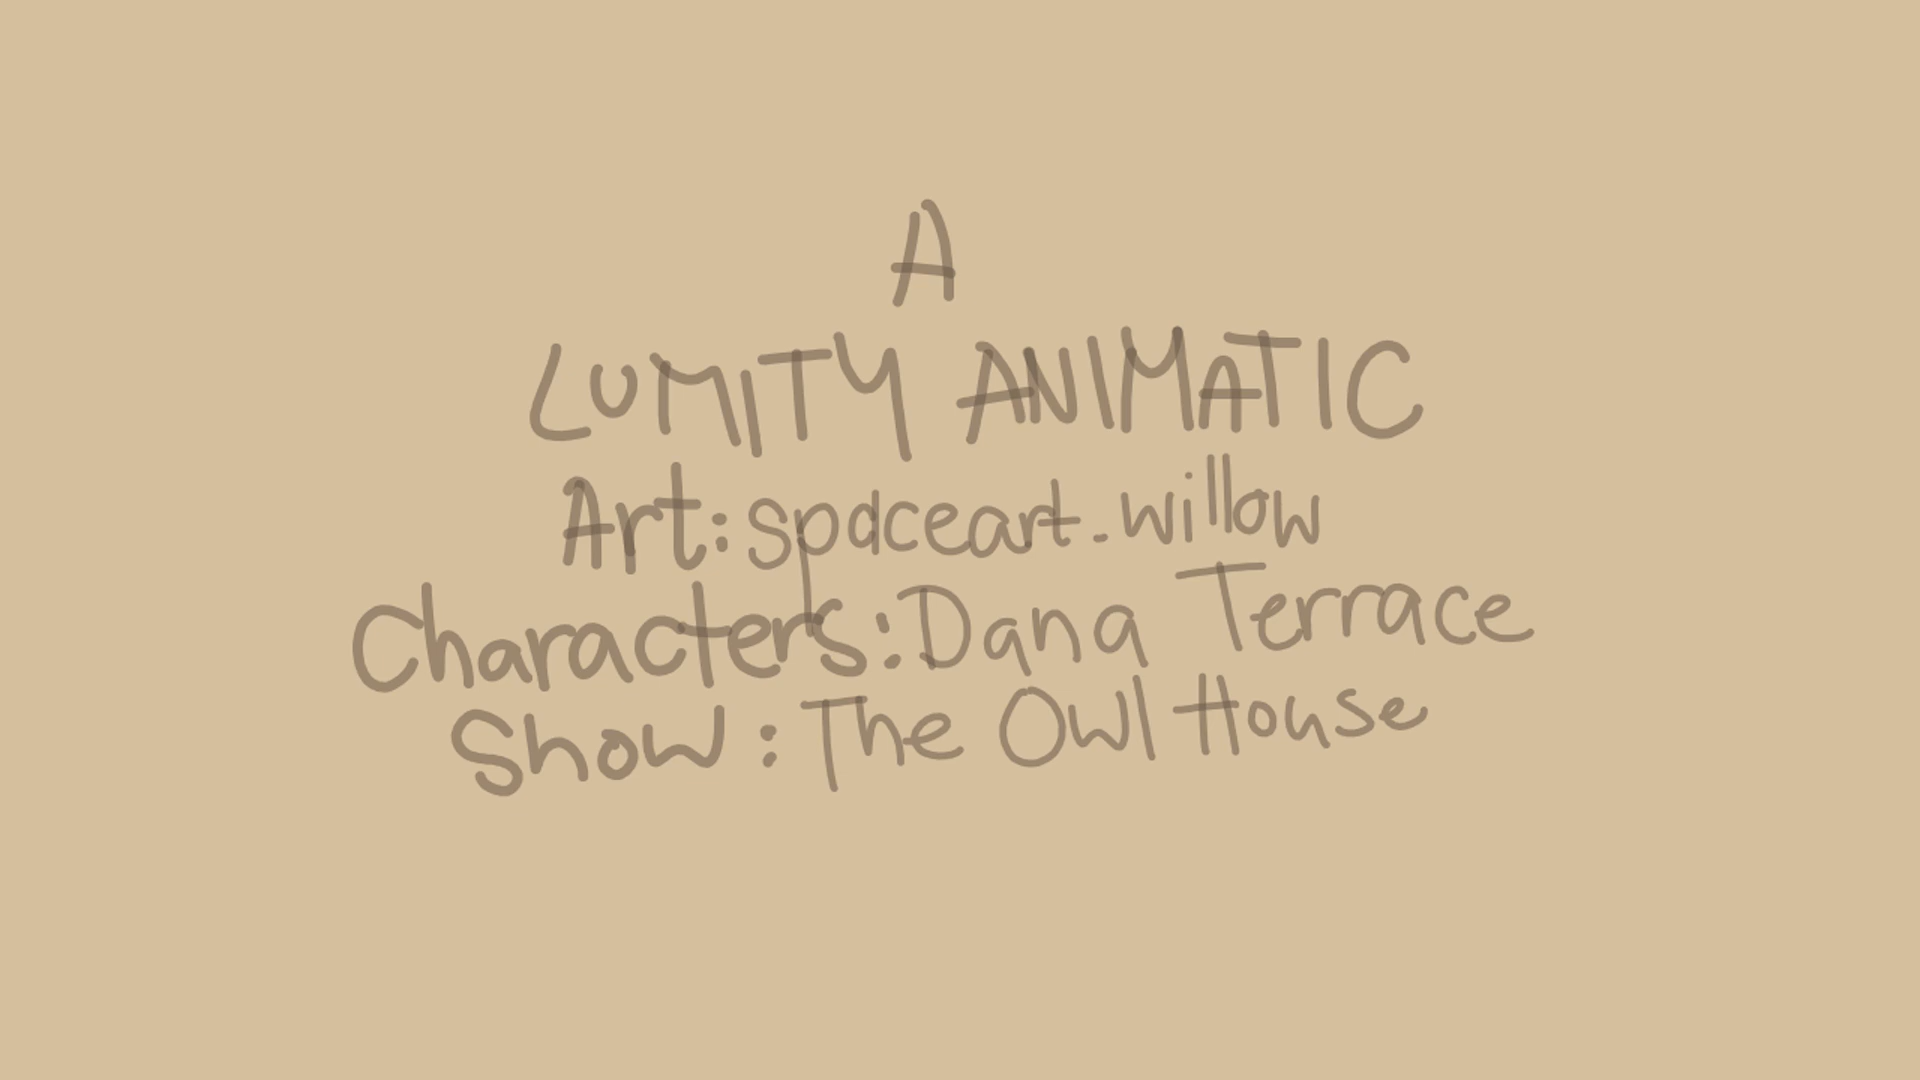 A
LUMITY ANIMATIC
Art: spaceart.willow
Characters: Dana Terrace
Show: The Owl House